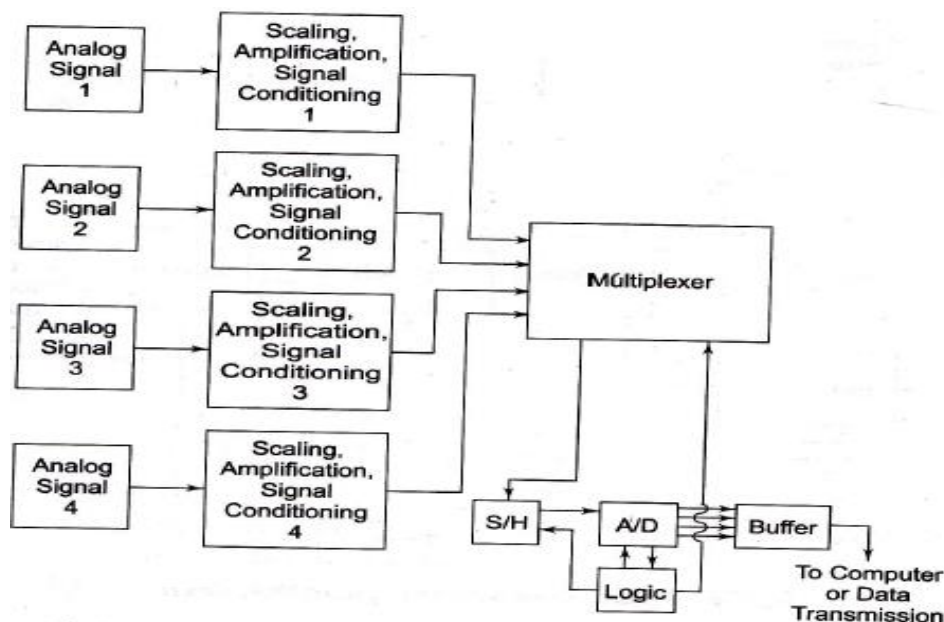 Analog
Signal
1
Scaling,
Amplification,
Signal
Conditioning
1
Analog
Signal
2
Scaling,
Amplification,
Signal
Conditioning
2
Multiplexer
Analog
Signal
3
Scaling,
Amplification,
Signal
Conditioning
3
Analog
Signal
4
Scaling,
Amplification,
Signal
Conditioning
4
S/H
A/D
Buffer
Logic
To Computer
or Data
Transmission